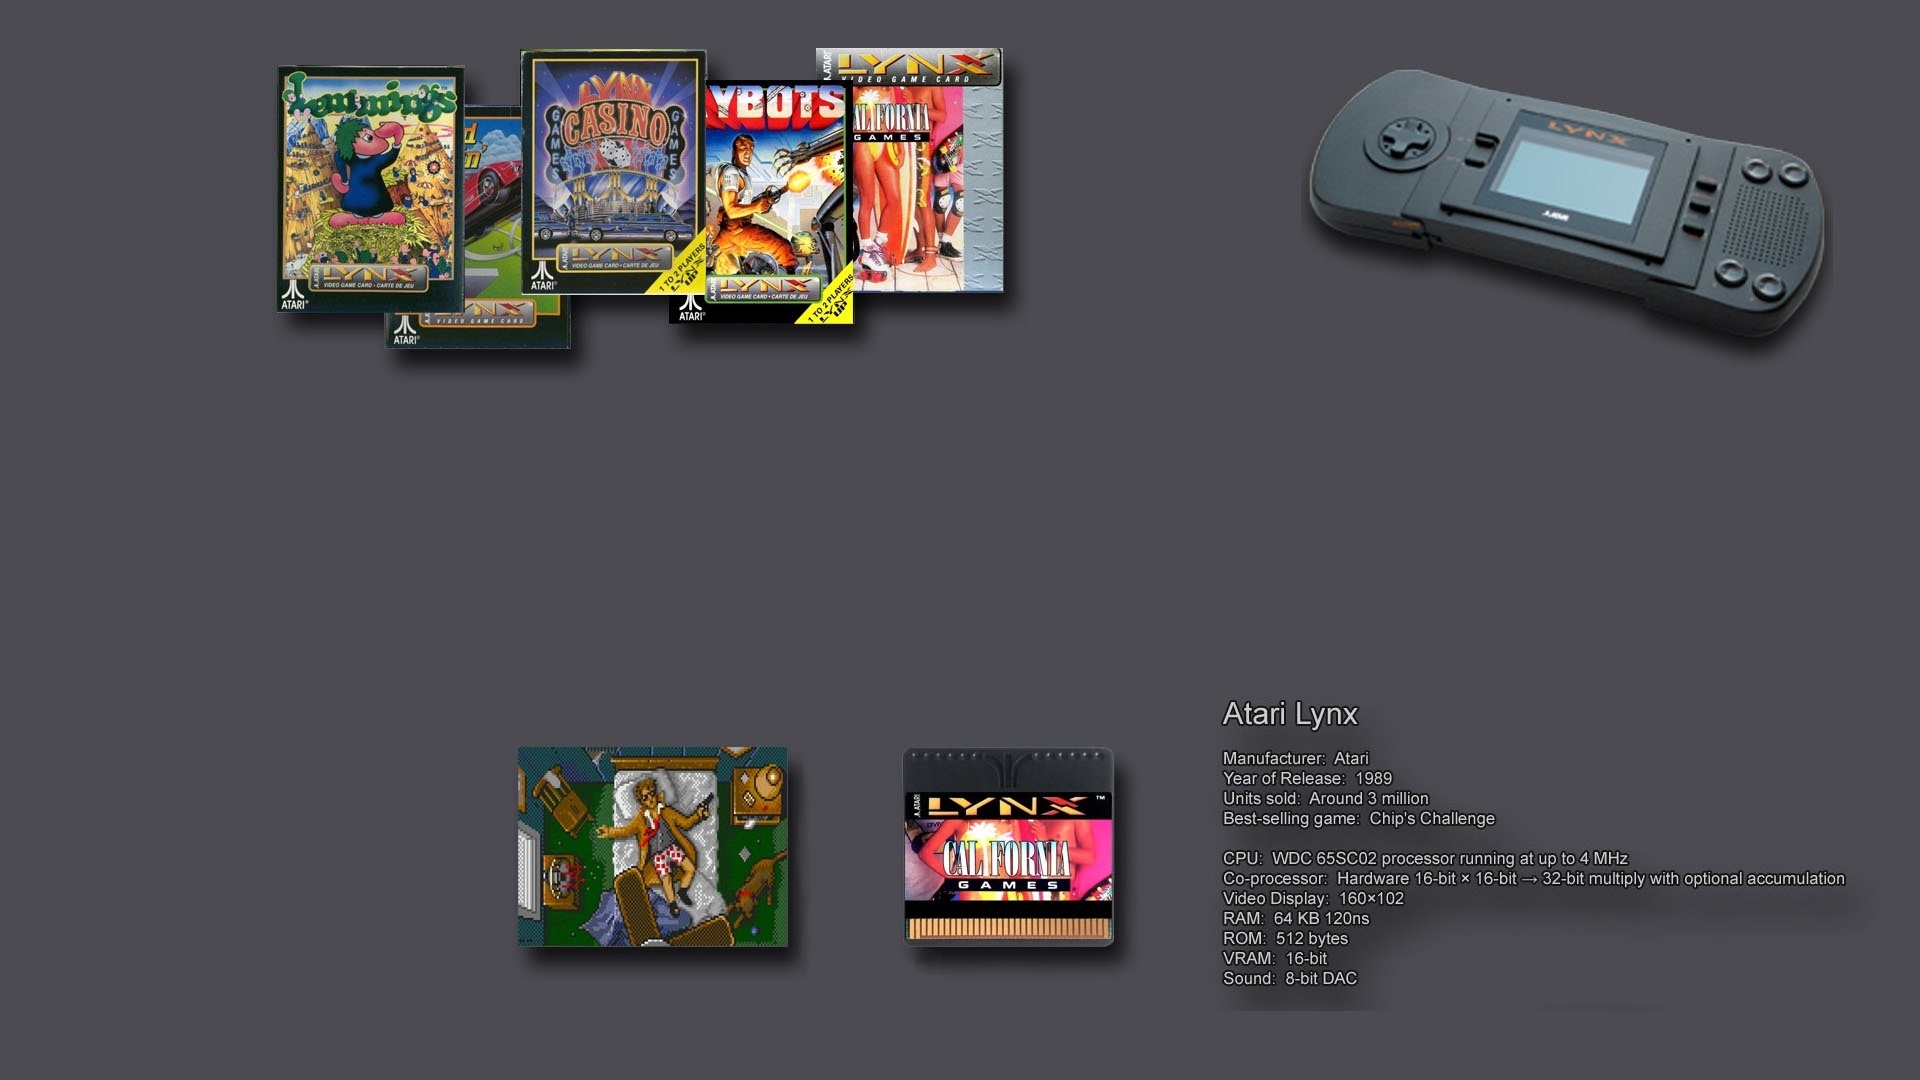 Lemmings
LYNX
VIDEO GAME CARD • CARTE DE JEU
ATARI
LYNX
VIDEO GAME CARD
ATARI
LYNX
CASINO
GAMES
GAMES
ATARI
LYNX
VIDEO GAME CARD • CARTE DE JEU
1 TO 2 PLAYERS
ATARI
YBOTS
ATARI
LYNX
VIDEO GAME CARD • CARTE DE JEU
1 TO 2 PLAYERS
ATARI
ATARI
LYNX
VIDEO GAME CARD
CALIFORNIA
GAMES
LYNX
ATARI
ATARI
LYNX™
CALIFORNIA
GAMES
Atari Lynx
Manufacturer: Atari
Year of Release: 1989
Units sold: Around 3 million
Best-selling game: Chip's Challenge
CPU: WDC 65SC02 processor running at up to 4 MHz
Co-processor: Hardware 16-bit × 16-bit → 32-bit multiply with optional accumulation
Video Display: 160×102
RAM: 64 KB 120ns
ROM: 512 bytes
VRAM: 16-bit
Sound: 8-bit DAC